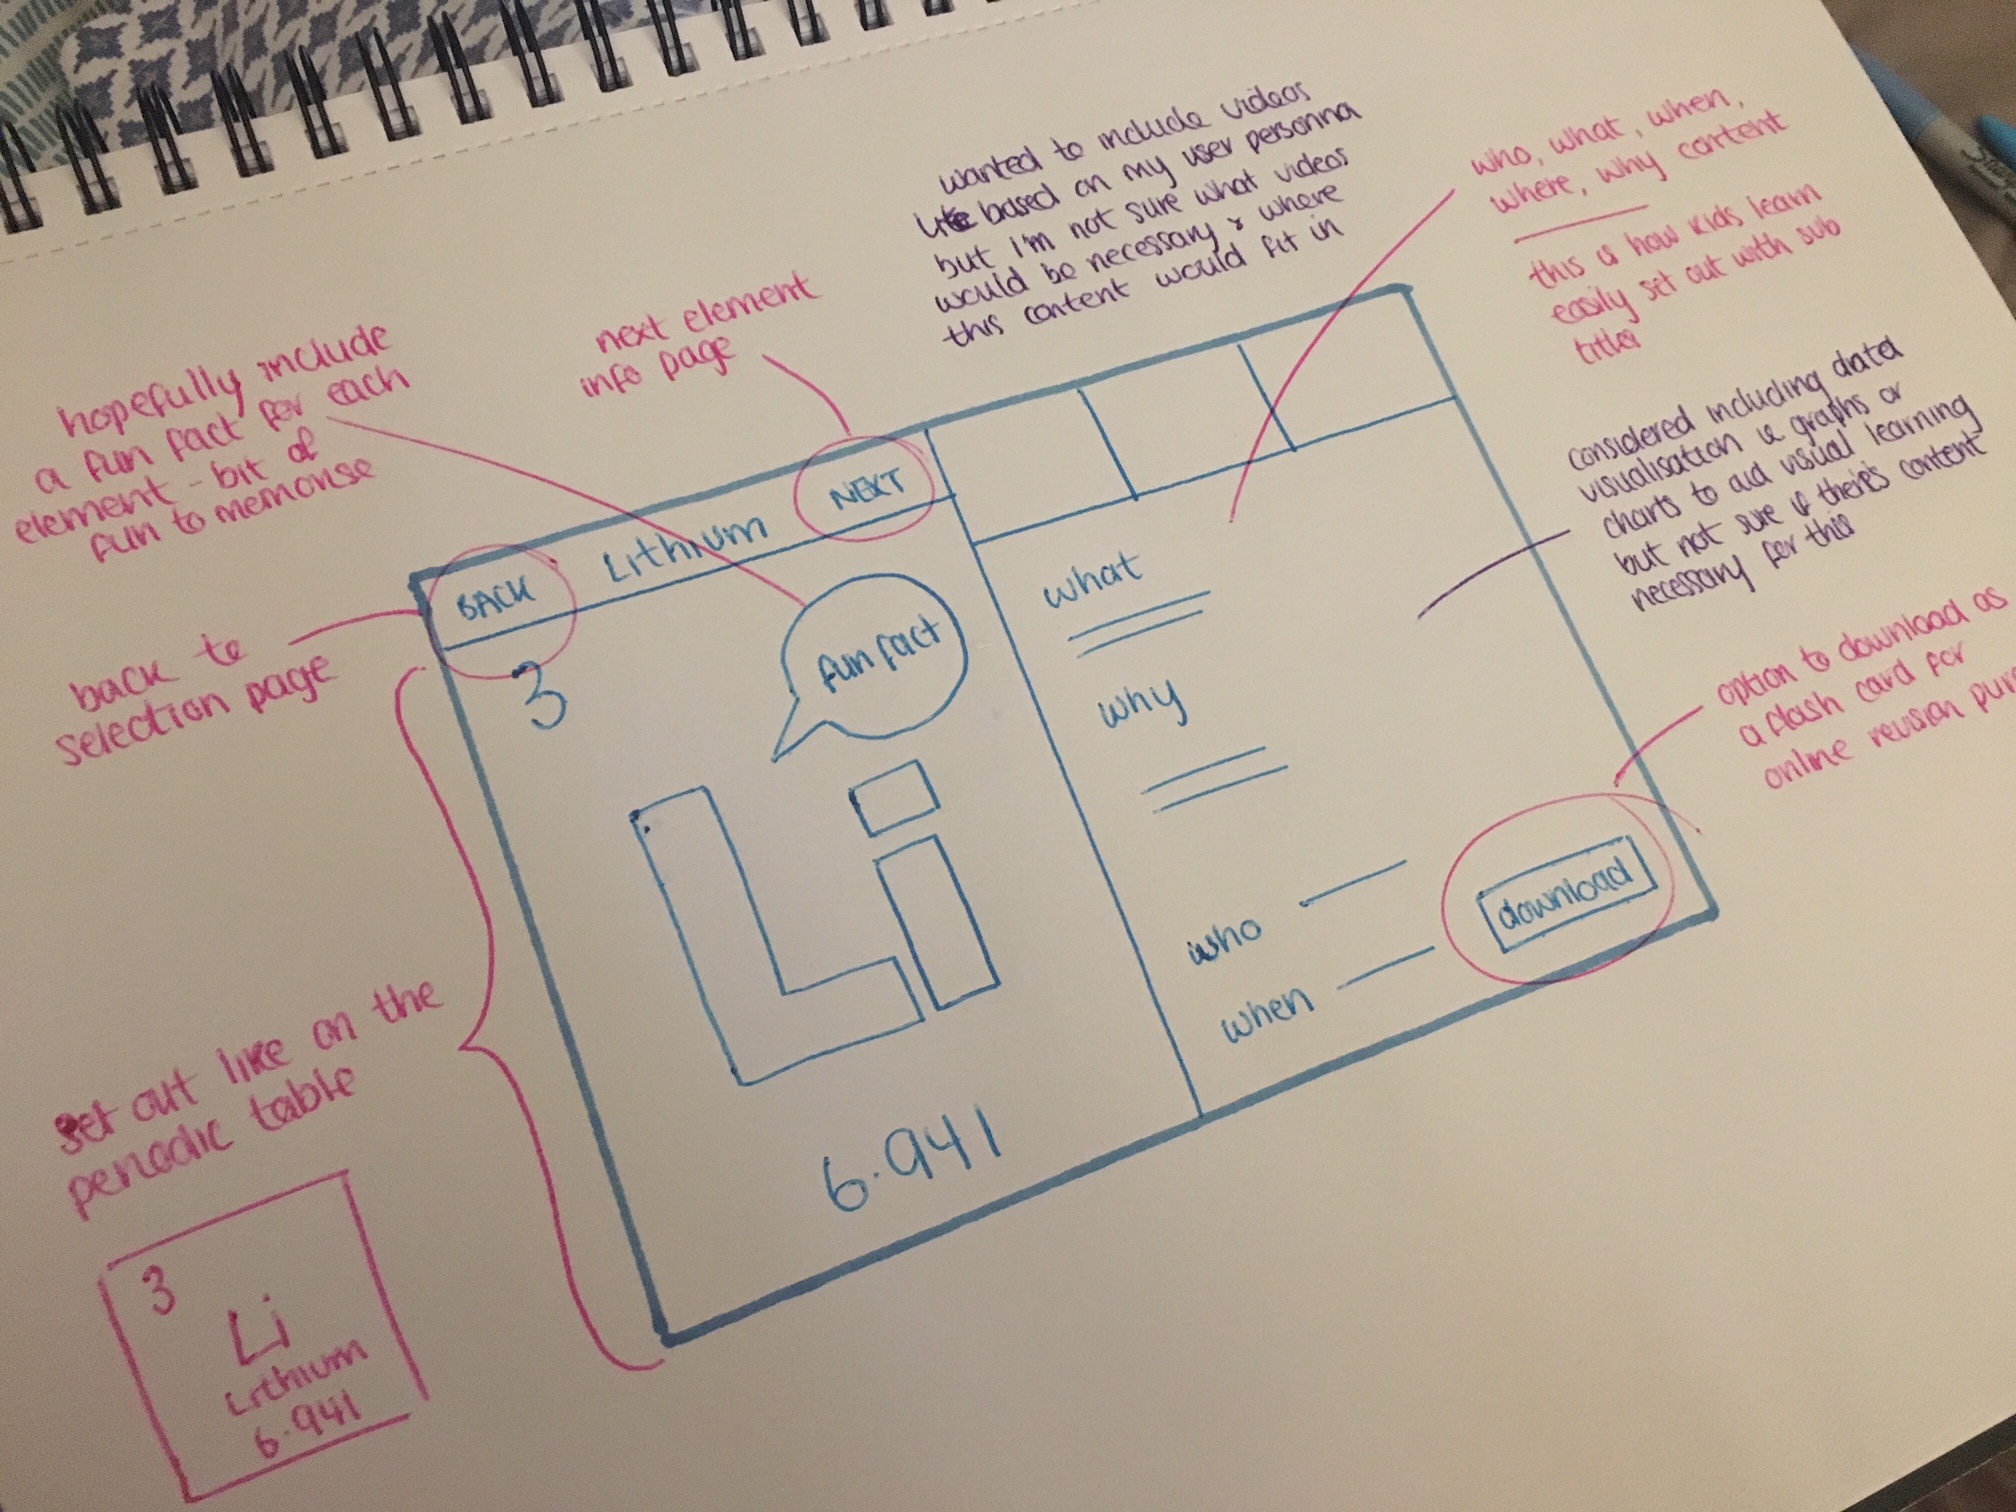 wanted to include videos
based on my user personna
but I'm not sure what videos
would be necessary & where
this content would fit in
who, what, when,
where, why content
this is how kids learn
easily set out with sub
titles
considered including data
visualisation ie graphs or
charts to aid visual learning
but not sure if there's content
necessary for this
option to download as
a flash card for
online revision
next element
info page
hopefully include
a fun fact for each
element - bit of
fun to memorise
back to
selection page
set out like on the
periodic table
3
Li
Lithium
6.941
BACK
Lithium
NEXT
3
fun fact
Li
6.941
what
why
who
when
download